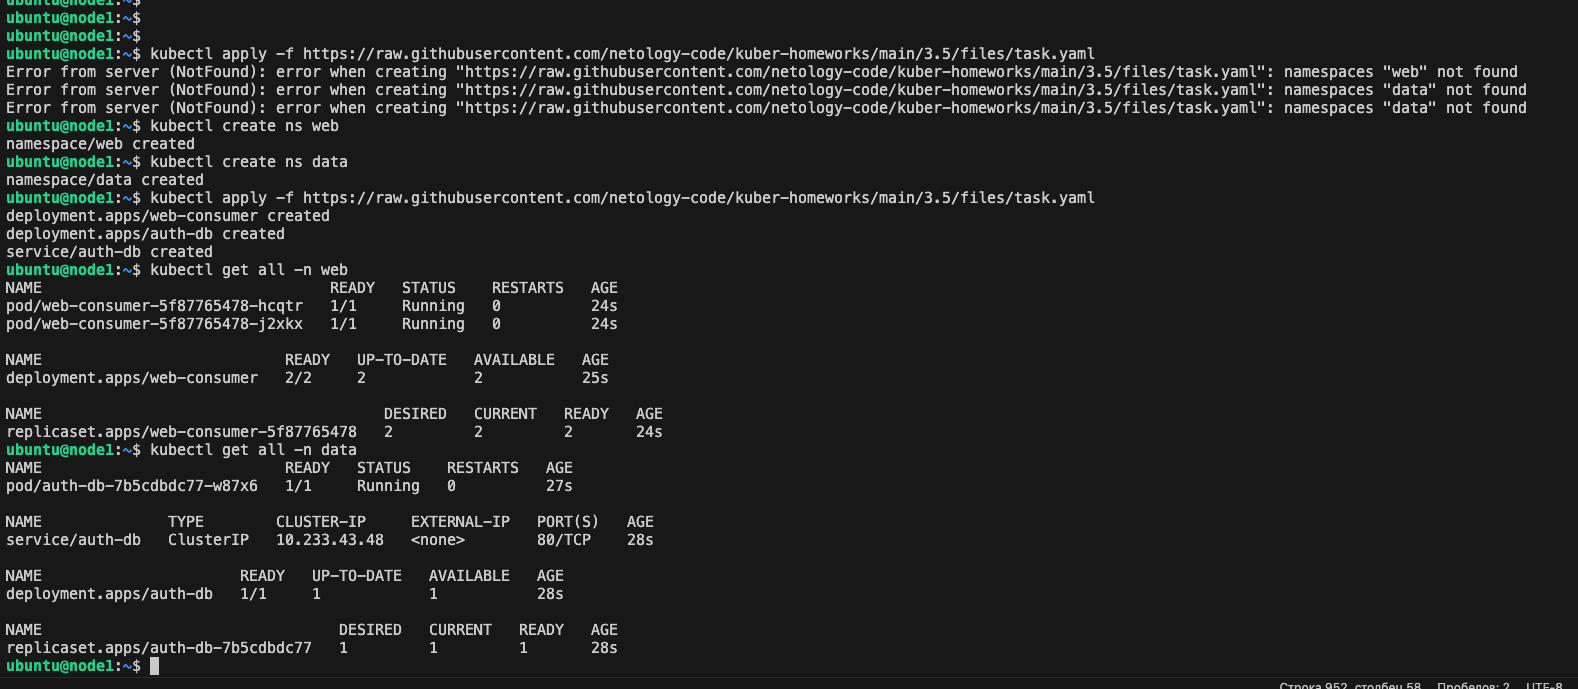 ubuntu@node1:~$
ubuntu@node1:~$
ubuntu@node1:~$
ubuntu@node1:~$ kubectl apply -f https://raw.githubusercontent.com/netology-code/kuber-homeworks/main/3.5/files/task.yaml
Error from server (NotFound): error when creating "https://raw.githubusercontent.com/netology-code/kuber-homeworks/main/3.5/files/task.yaml": namespaces "web" not found
Error from server (NotFound): error when creating "https://raw.githubusercontent.com/netology-code/kuber-homeworks/main/3.5/files/task.yaml": namespaces "data" not found
Error from server (NotFound): error when creating "https://raw.githubusercontent.com/netology-code/kuber-homeworks/main/3.5/files/task.yaml": namespaces "data" not found
ubuntu@node1:~$ kubectl create ns web
namespace/web created
ubuntu@node1:~$ kubectl create ns data
namespace/data created
ubuntu@node1:~$ kubectl apply -f https://raw.githubusercontent.com/netology-code/kuber-homeworks/main/3.5/files/task.yaml
deployment.apps/web-consumer created
deployment.apps/auth-db created
service/auth-db created
ubuntu@node1:~$ kubectl get all -n web
NAME READY STATUS RESTARTS AGE
pod/web-consumer-5f87765478-hcqtr 1/1 Running 0 24s
pod/web-consumer-5f87765478-j2xkx 1/1 Running 0 24s
NAME READY UP-TO-DATE AVAILABLE AGE
deployment.apps/web-consumer 2/2 2 2 25s
NAME DESIRED CURRENT READY AGE
replicaset.apps/web-consumer-5f87765478 2 2 2 24s
ubuntu@node1:~$ kubectl get all -n data
NAME READY STATUS RESTARTS AGE
pod/auth-db-7b5cdbdc77-w87x6 1/1 Running 0 27s
NAME TYPE CLUSTER-IP EXTERNAL-IP PORT(S) AGE
service/auth-db ClusterIP 10.233.43.48 <none> 80/TCP 28s
NAME READY UP-TO-DATE AVAILABLE AGE
deployment.apps/auth-db 1/1 1 1 28s
NAME DESIRED CURRENT READY AGE
replicaset.apps/auth-db-7b5cdbdc77 1 1 1 28s
ubuntu@node1:~$
Строка 952, столбец 58 Пробелов: 2 UTF-8